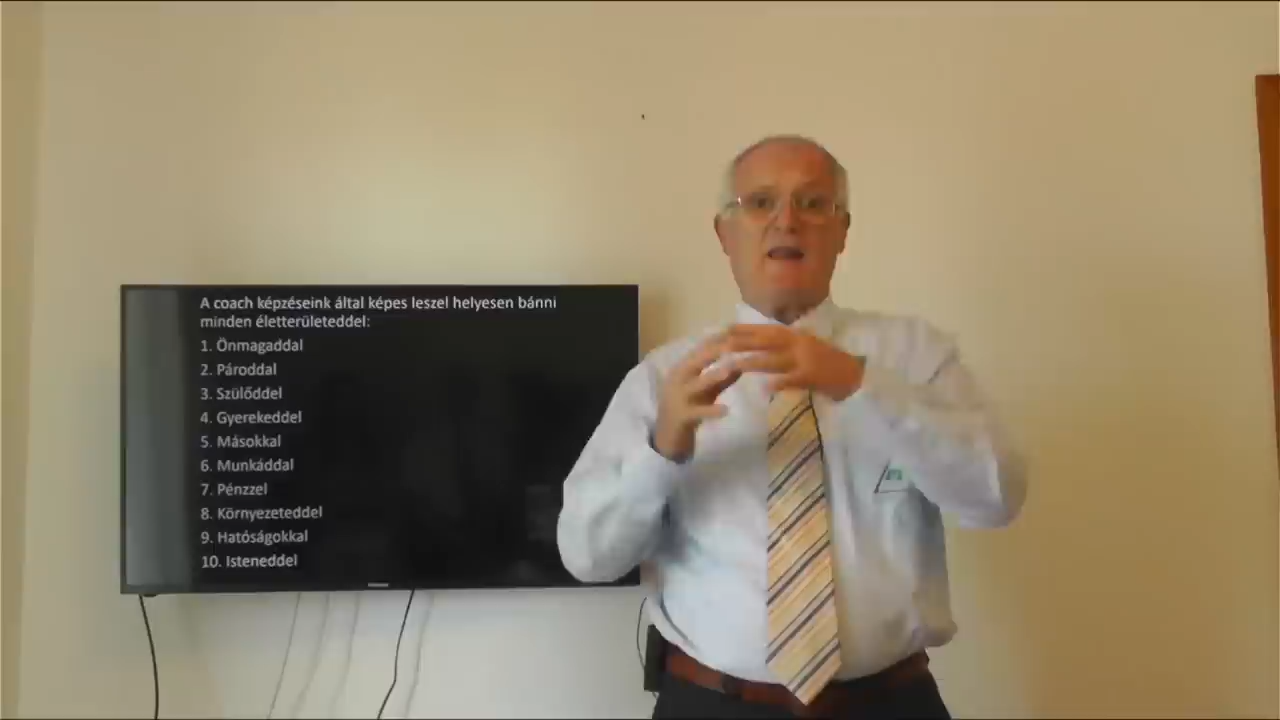 A coach képzéseink által képes leszel helyesen bánni
minden életterületeddel:
1. Önmagaddal
2. Pároddal
3. Szülőddel
4. Gyerekeddel
5. Másokkal
6. Munkáddal
7. Pénzzel
8. Környezeteddel
9. Hatóságokkal
10. Isteneddel